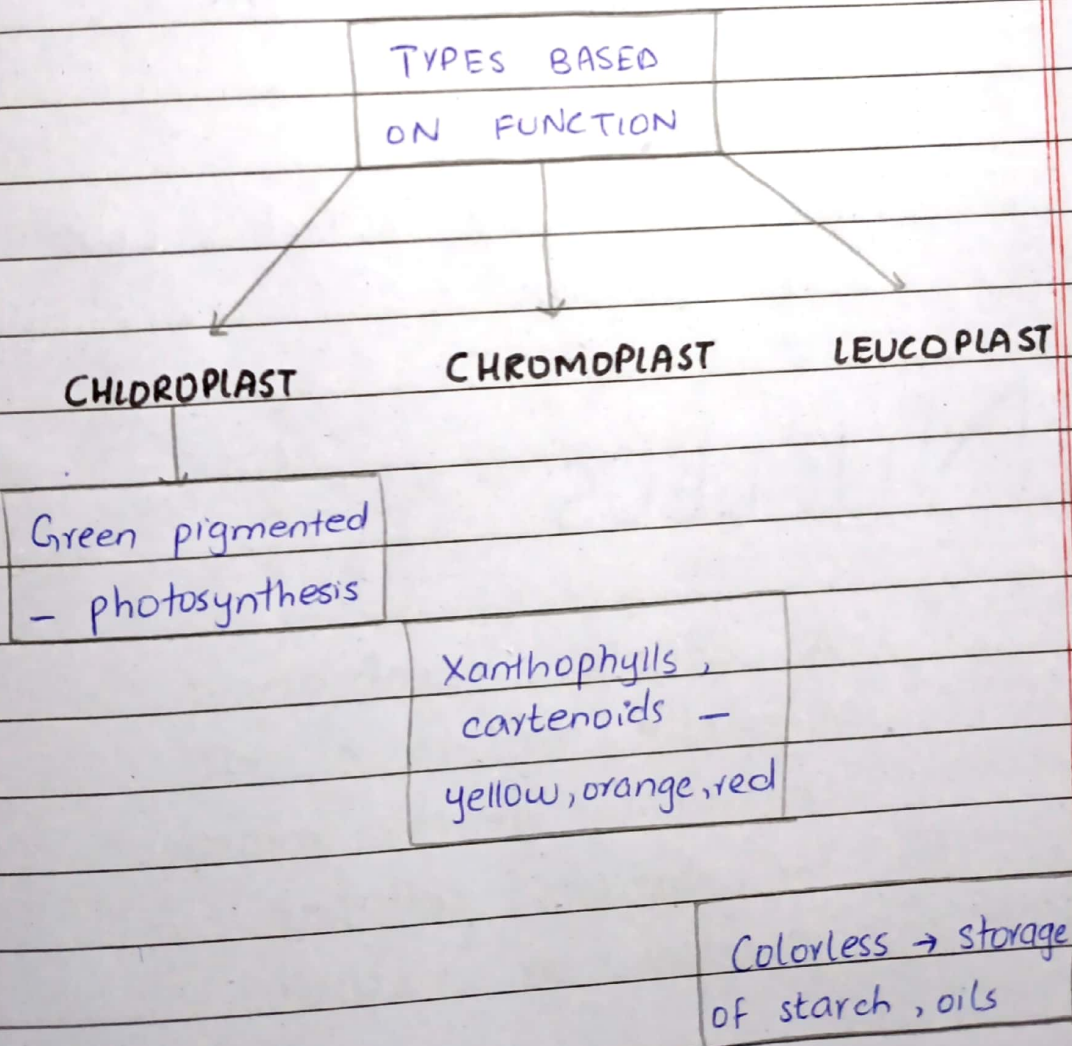 TYPES BASED
ON FUNCTION
CHLOROPLAST
CHROMOPLAST
LEUCOPLAST
Green pigmented
– photosynthesis
Xanthophylls,
cartenoids –
yellow, orange, red
Colorless → storage
of starch, oils